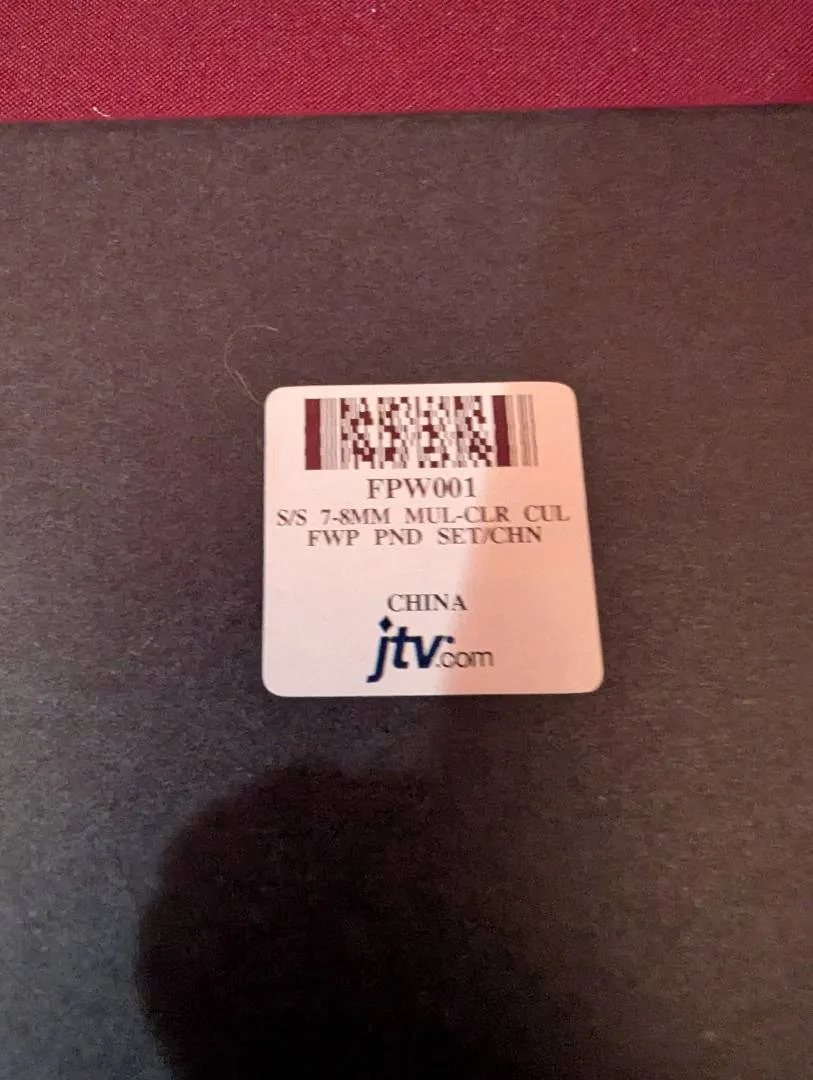 FPW001
S/S 7-8MM MUL-CLR CUL
FWP PND SET/CHN
CHINA
jtv.com